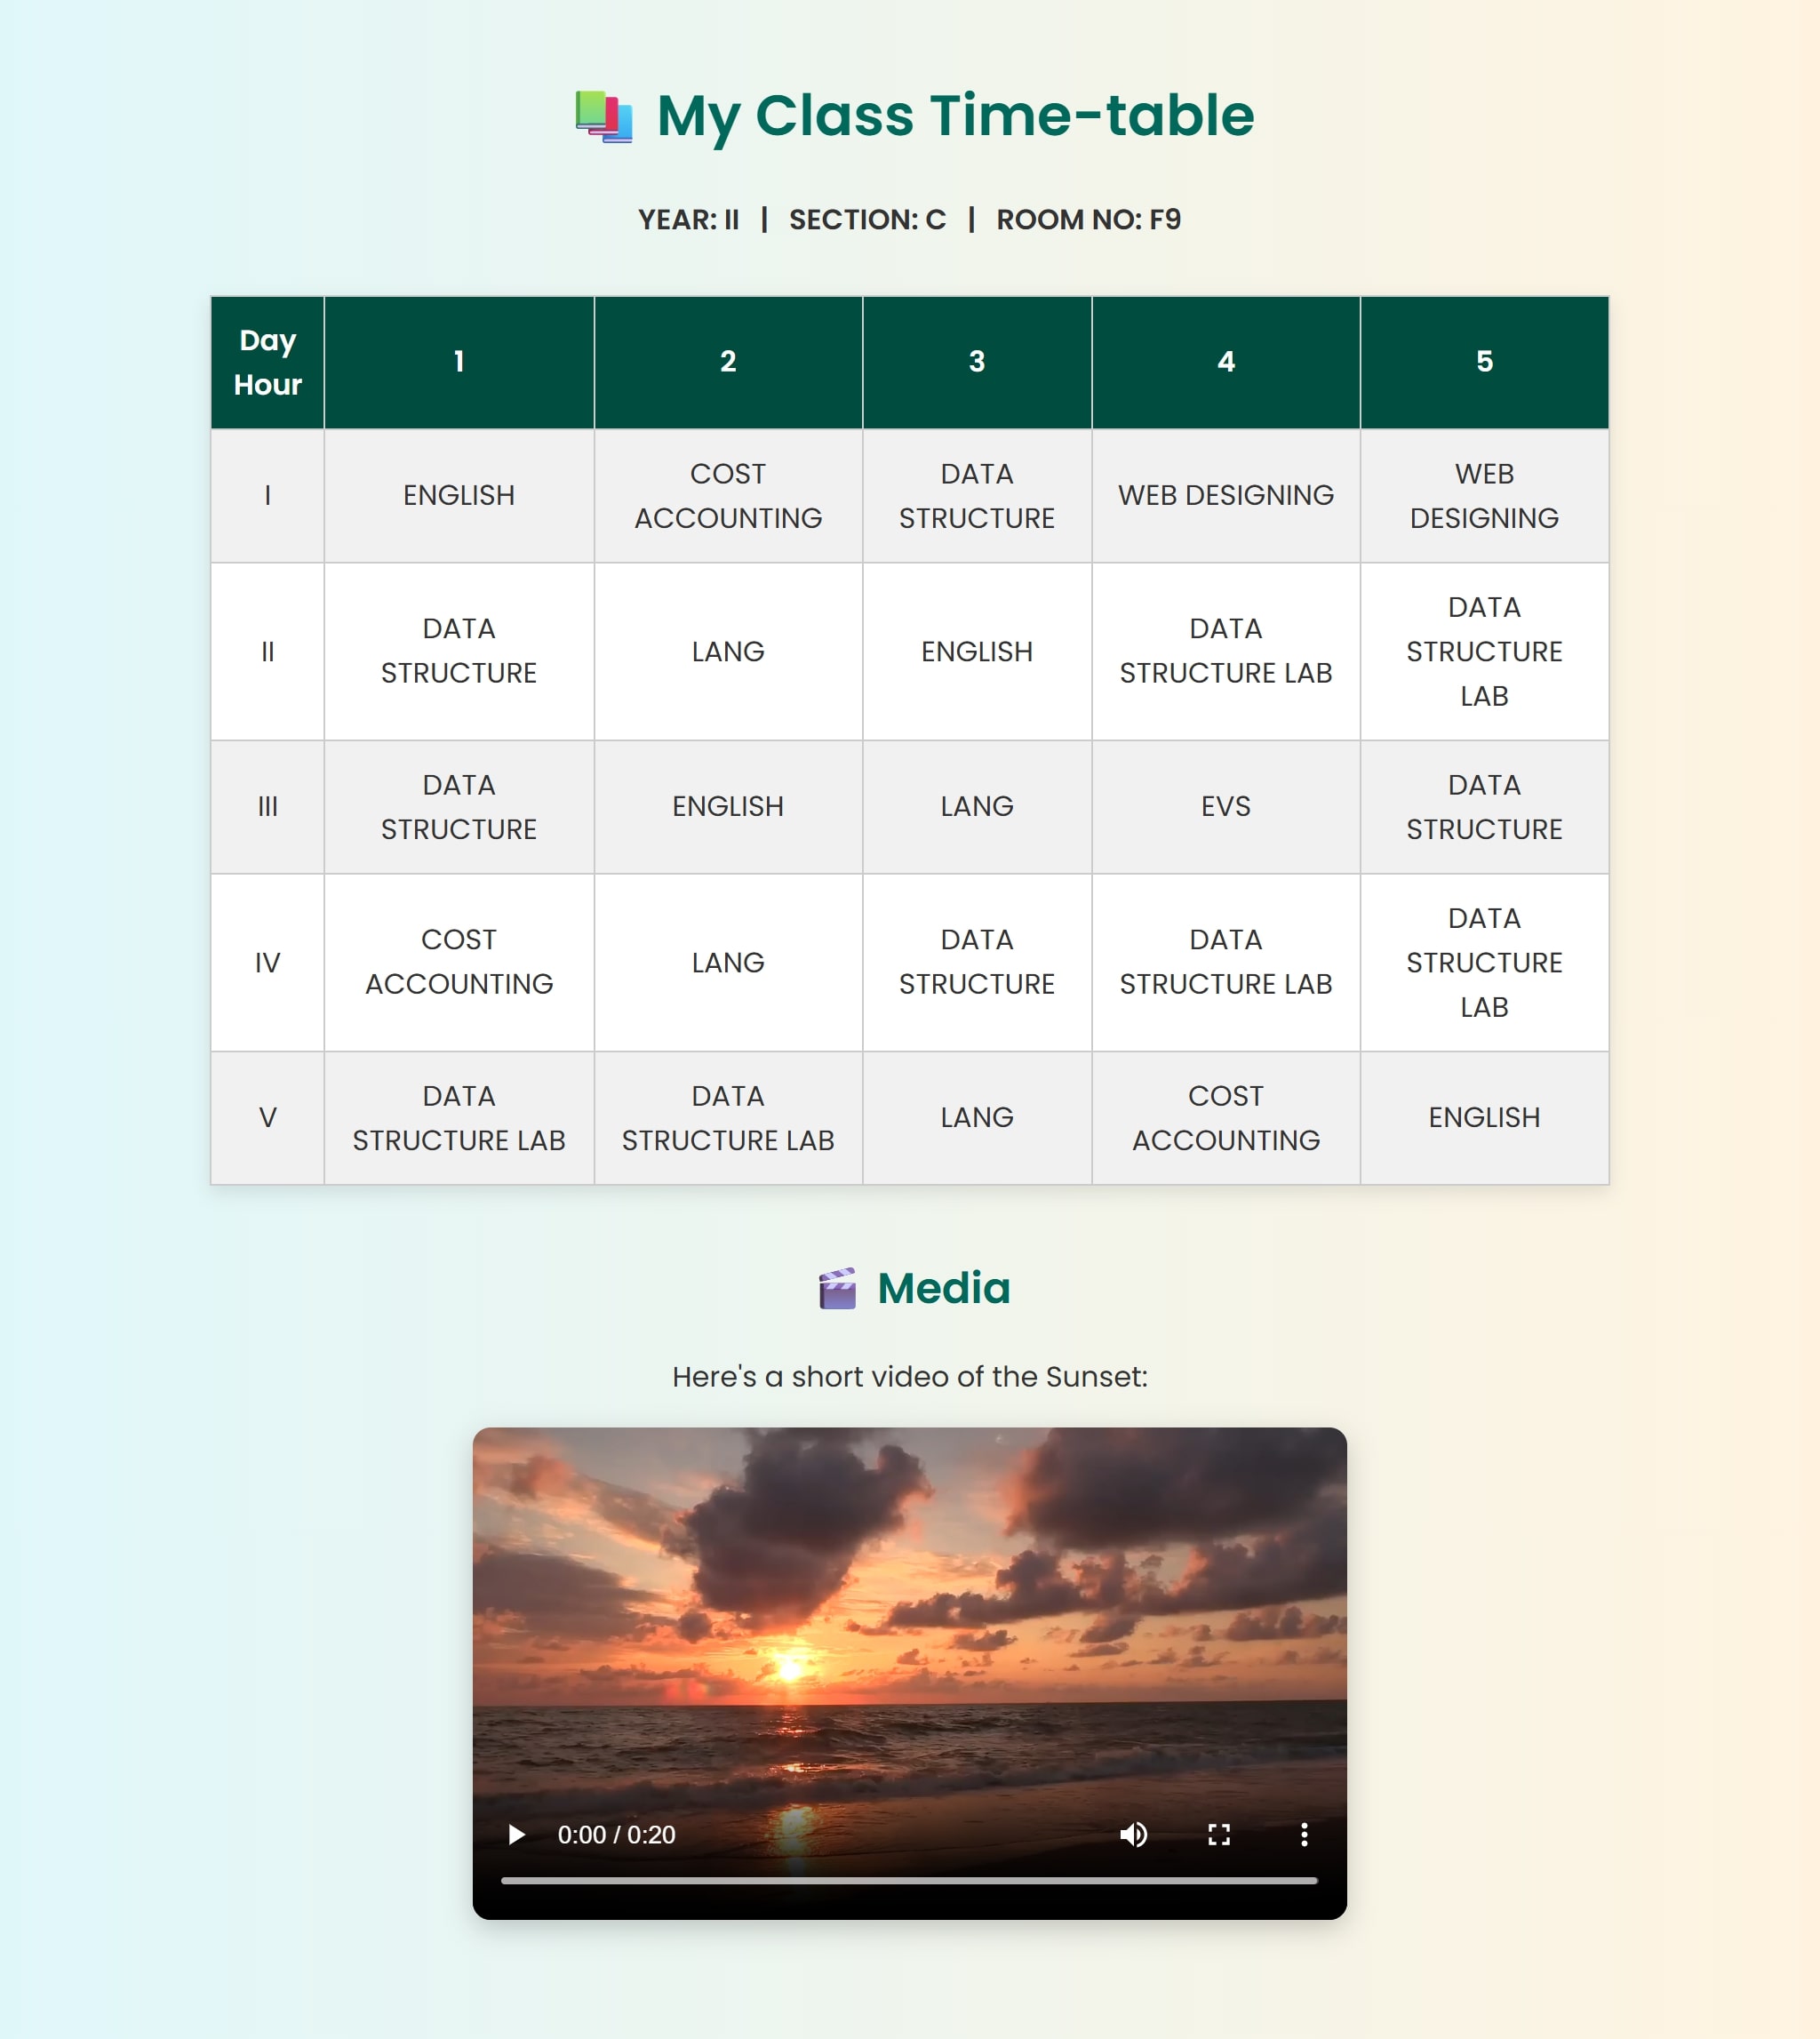 My Class Time-table
YEAR: II | SECTION: C | ROOM NO: F9
Day
Hour
1
2
3
4
5
I
ENGLISH
COST
ACCOUNTING
DATA
STRUCTURE
WEB DESIGNING
WEB
DESIGNING
II
DATA
STRUCTURE
LANG
ENGLISH
DATA
STRUCTURE LAB
DATA
STRUCTURE
LAB
III
DATA
STRUCTURE
ENGLISH
LANG
EVS
DATA
STRUCTURE
IV
COST
ACCOUNTING
LANG
DATA
STRUCTURE
DATA
STRUCTURE LAB
DATA
STRUCTURE
LAB
V
DATA
STRUCTURE LAB
DATA
STRUCTURE LAB
LANG
COST
ACCOUNTING
ENGLISH
Media
Here's a short video of the Sunset:
0:00 / 0:20